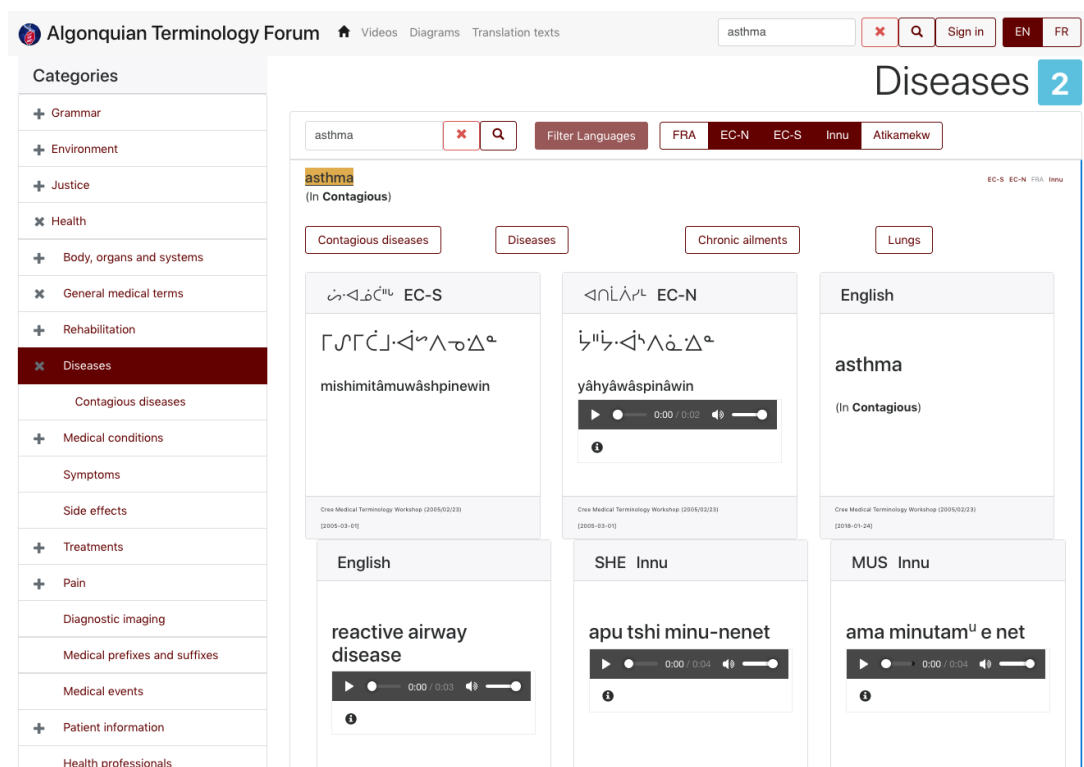 Algonquian Terminology Forum Videos Diagrams Translation texts asthma Sign in EN FR
Categories
Grammar
Environment
Justice
Health
Body, organs and systems
General medical terms
Rehabilitation
Diseases
Contagious diseases
Medical conditions
Symptoms
Side effects
Treatments
Pain
Diagnostic imaging
Medical prefixes and suffixes
Medical events
Patient information
Health professionals
Diseases 2
asthma Filter Languages FRA EC-N EC-S Innu Atikamekw
asthma
EC-S EC-N FRA Innu
(In Contagious)
Contagious diseases Diseases Chronic ailments Lungs
EC-S
ᒥᔑᒥᑖᒧᐧᐋᔥᐱᓀᐧᐃᓐ
mishimitâmuwâshpinewin
Cree Medical Terminology Workshop (2005/02/23)
[2005-03-01]
ᐊᑎᒫᐲᓯᒻ EC-N
ᔮᐦᔮᐧᐋᔅᐱᓈᐧᐃᓐ
yâhyâwâspinâwin
0:00 / 0:02
Cree Medical Terminology Workshop (2005/02/23)
[2005-03-01]
English
asthma
(In Contagious)
Cree Medical Terminology Workshop (2005/02/23)
[2018-01-24]
English
reactive airway
disease
0:00 / 0:03
SHE Innu
apu tshi minu-nenet
0:00 / 0:04
MUS Innu
ama minutamᵘ e net
0:00 / 0:04